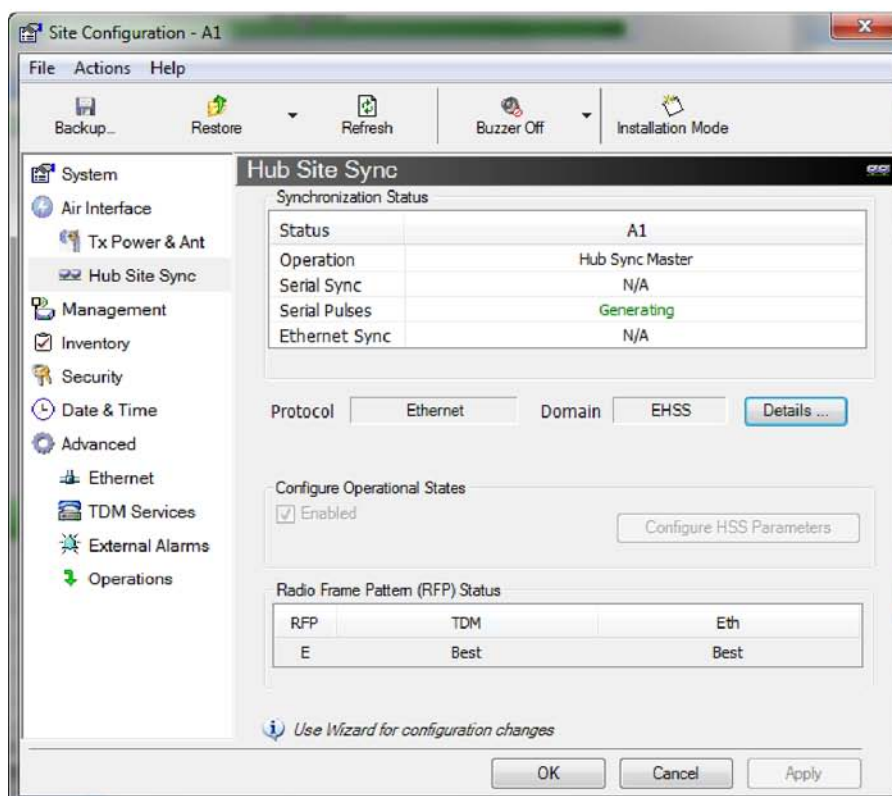 Site Configuration - A1
File Actions Help
Backup... Restore Refresh Buzzer Off Installation Mode
System
Air Interface
Tx Power & Ant
Hub Site Sync
Management
Inventory
Security
Date & Time
Advanced
Ethernet
TDM Services
External Alarms
Operations
Hub Site Sync
Synchronization Status
Status A1
Operation Hub Sync Master
Serial Sync N/A
Serial Pulses Generating
Ethernet Sync N/A
Protocol Ethernet Domain EHSS Details ...
Configure Operational States
Enabled
Configure HSS Parameters
Radio Frame Pattern (RFP) Status
RFP TDM Eth
E Best Best
Use Wizard for configuration changes
OK Cancel Apply